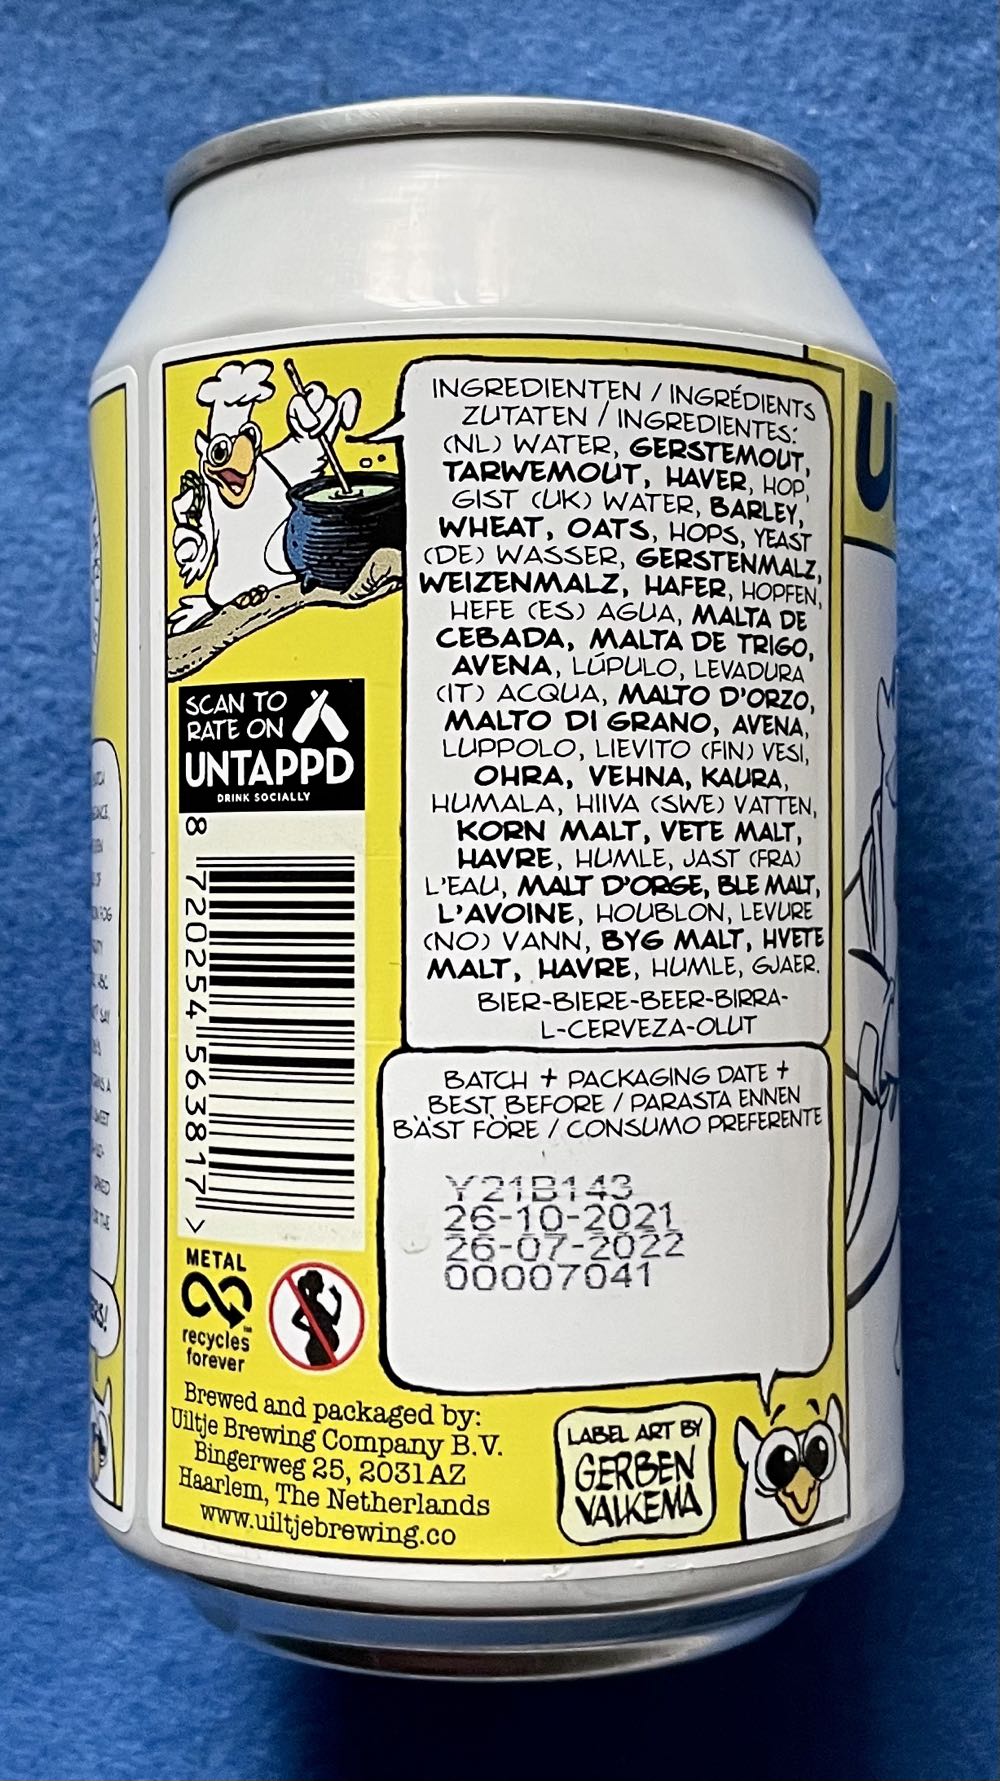 INGREDIENTEN / INGRÉDIENTS
ZUTATEN / INGREDIENTES:
(NL) WATER, GERSTEMOUT,
TARWEMOUT, HAVER, HOP,
GIST (UK) WATER, BARLEY,
WHEAT, OATS, HOPS, YEAST
(DE) WASSER, GERSTENMALZ,
WEIZENMALZ, HAFER, HOPFEN,
HEFE (ES) AGUA, MALTA DE
CEBADA, MALTA DE TRIGO,
AVENA, LÚPULO, LEVADURA
(IT) ACQUA, MALTO D'ORZO,
MALTO DI GRANO, AVENA,
LUPPOLO, LIEVITO (FIN) VESI,
OHRA, VEHNA, KAURA,
HUMALA, HIIVA (SWE) VATTEN,
KORN MALT, VETE MALT,
HAVRE, HUMLE, JAST (FRA)
L'EAU, MALT D'ORGE, BLE MALT,
L'AVOINE, HOUBLON, LEVURE
(NO) VANN, BYG MALT, HVETE
MALT, HAVRE, HUMLE, GJAER.
BIER-BIERE-BEER-BIRRA-
L-CERVEZA-OLUT
SCAN TO
RATE ON
UNTAPPD
DRINK SOCIALLY
8 720254 563817 >
BATCH + PACKAGING DATE +
BEST BEFORE / PARASTA ENNEN
BÄST FÖRE / CONSUMO PREFERENTE
Y21B143
26-10-2021
26-07-2022
00007041
METAL
recycles
forever
Brewed and packaged by:
Uiltje Brewing Company B.V.
Bingerweg 25, 2031AZ
Haarlem, The Netherlands
www.uiltjebrewing.co
LABEL ART BY
GERBEN
VALKEMA